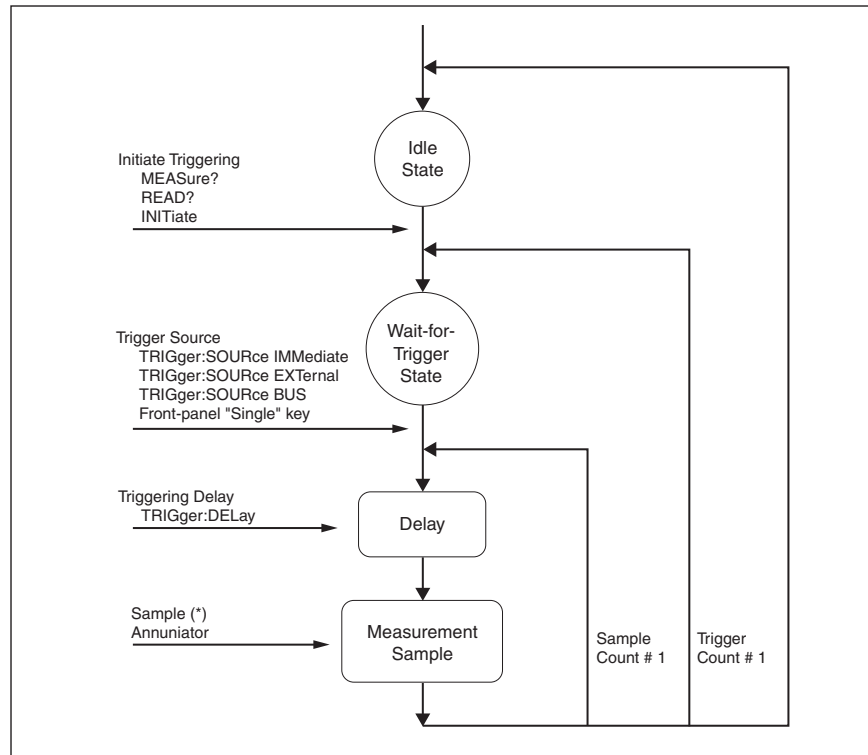 Idle
State
Initiate Triggering
MEASure?
READ?
INITiate
Wait-for-
Trigger
State
Trigger Source
TRIGger:SOURce IMMediate
TRIGger:SOURce EXTernal
TRIGger:SOURce BUS
Front-panel "Single" key
Triggering Delay
TRIGger:DELay
Delay
Sample (*)
Annuniator
Measurement
Sample
Sample
Count # 1
Trigger
Count # 1